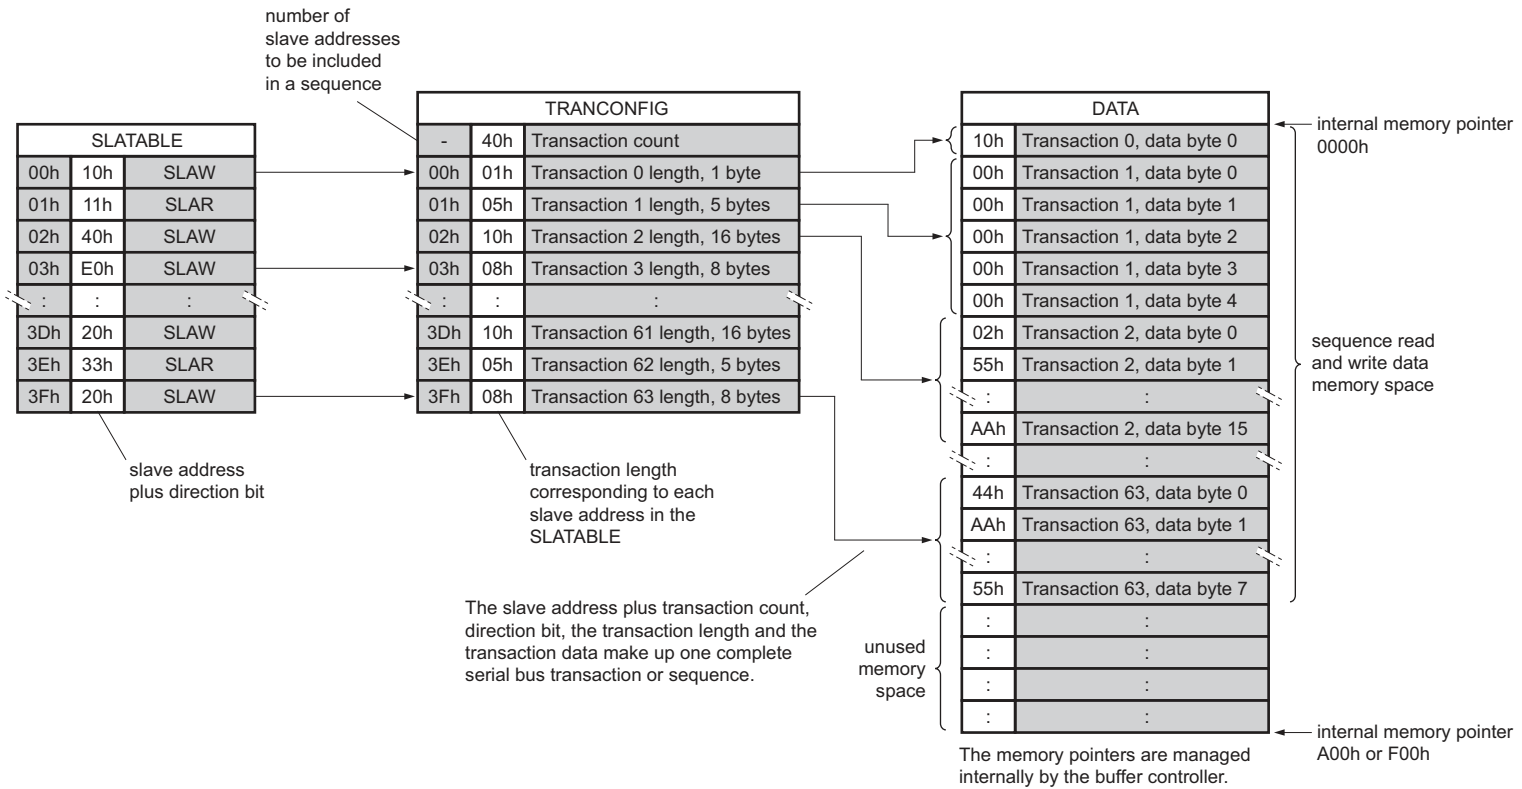 number of
slave addresses
to be included
in a sequence
SLATABLE
00h 10h SLAW
01h 11h SLAR
02h 40h SLAW
03h E0h SLAW
: : :
3Dh 20h SLAW
3Eh 33h SLAR
3Fh 20h SLAW
slave address
plus direction bit
TRANCONFIG
- 40h Transaction count
00h 01h Transaction 0 length, 1 byte
01h 05h Transaction 1 length, 5 bytes
02h 10h Transaction 2 length, 16 bytes
03h 08h Transaction 3 length, 8 bytes
: : :
3Dh 10h Transaction 61 length, 16 bytes
3Eh 05h Transaction 62 length, 5 bytes
3Fh 08h Transaction 63 length, 8 bytes
transaction length
corresponding to each
slave address in the
SLATABLE
The slave address plus transaction count,
direction bit, the transaction length and the
transaction data make up one complete
serial bus transaction or sequence.
DATA
10h Transaction 0, data byte 0
00h Transaction 1, data byte 0
00h Transaction 1, data byte 1
00h Transaction 1, data byte 2
00h Transaction 1, data byte 3
00h Transaction 1, data byte 4
02h Transaction 2, data byte 0
55h Transaction 2, data byte 1
: :
AAh Transaction 2, data byte 15
: :
44h Transaction 63, data byte 0
AAh Transaction 63, data byte 1
: :
55h Transaction 63, data byte 7
: :
: :
: :
: :
unused
memory
space
internal memory pointer
0000h
sequence read
and write data
memory space
internal memory pointer
A00h or F00h
The memory pointers are managed
internally by the buffer controller.